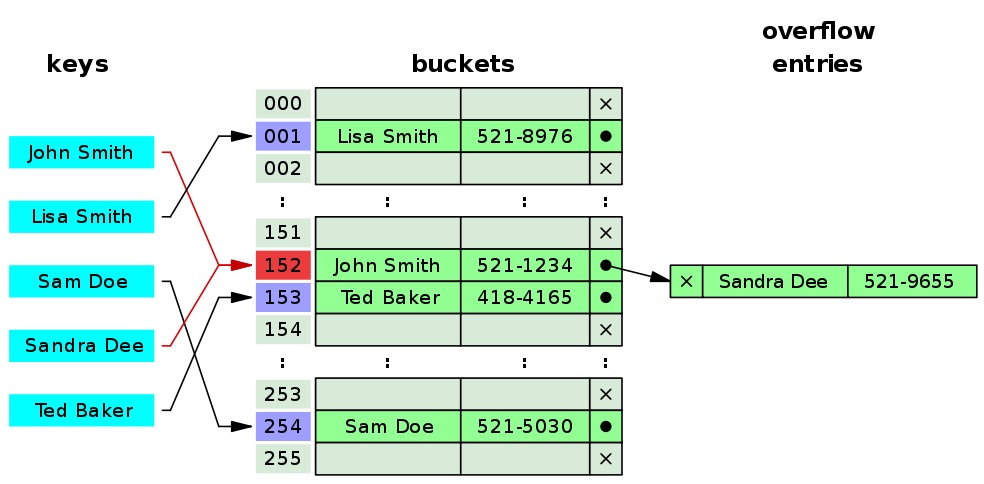 overflow
keys buckets entries
000 ×
001 Lisa Smith 521-8976 ●
John Smith
002 ×
: : : :
Lisa Smith
151 ×
152 John Smith 521-1234 ●
Sam Doe
× Sandra Dee 521-9655
153 Ted Baker 418-4165 ●
154 ×
Sandra Dee
: : : :
253 ×
Ted Baker
254 Sam Doe 521-5030 ●
255 ×